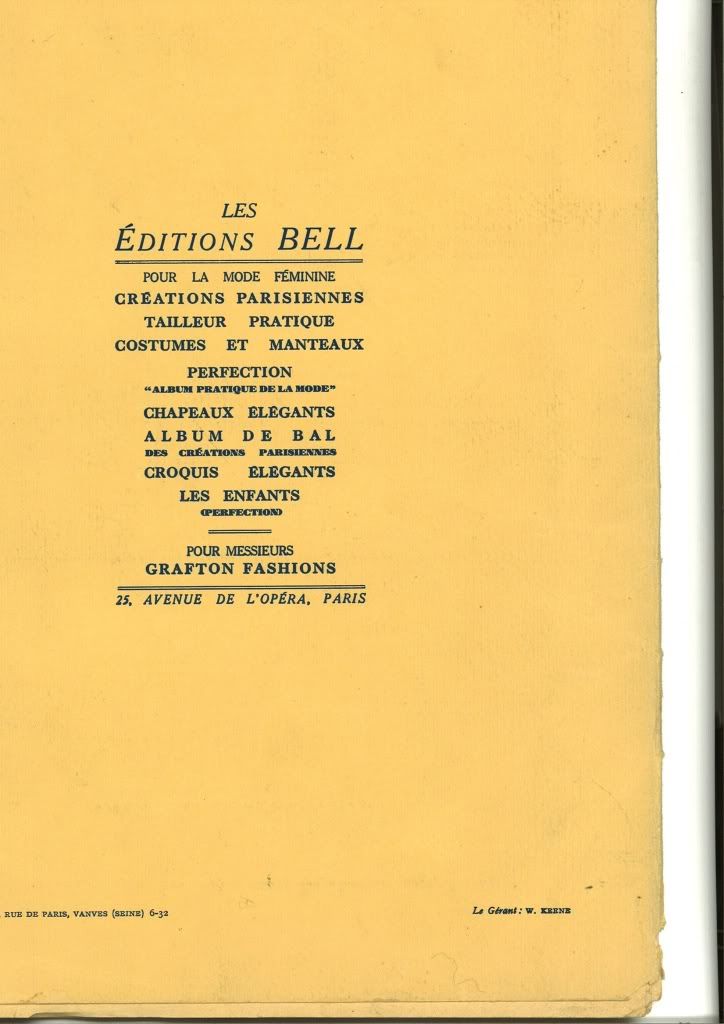 LES
ÉDITIONS BELL
POUR LA MODE FÉMININE
CRÉATIONS PARISIENNES
TAILLEUR PRATIQUE
COSTUMES ET MANTEAUX
PERFECTION
"ALBUM PRATIQUE DE LA MODE"
CHAPEAUX ÉLÉGANTS
ALBUM DE BAL
DES CRÉATIONS PARISIENNES
CROQUIS ÉLÉGANTS
LES ENFANTS
(PERFECTION)
POUR MESSIEURS
GRAFTON FASHIONS
25, AVENUE DE L'OPÉRA, PARIS
RUE DE PARIS, VANVES (SEINE) 6-32
Le Gérant : W. KEENE